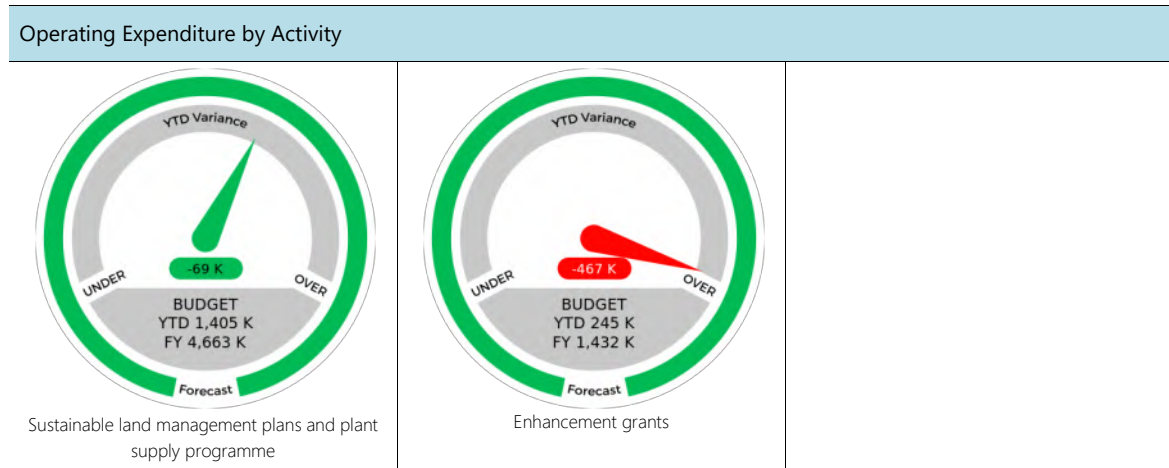 Operating Expenditure by Activity
YTD Variance
-69 K
UNDER
OVER
BUDGET
YTD 1,405 K
FY 4,663 K
Forecast
Sustainable land management plans and plant
supply programme
YTD Variance
-467 K
UNDER
OVER
BUDGET
YTD 245 K
FY 1,432 K
Forecast
Enhancement grants